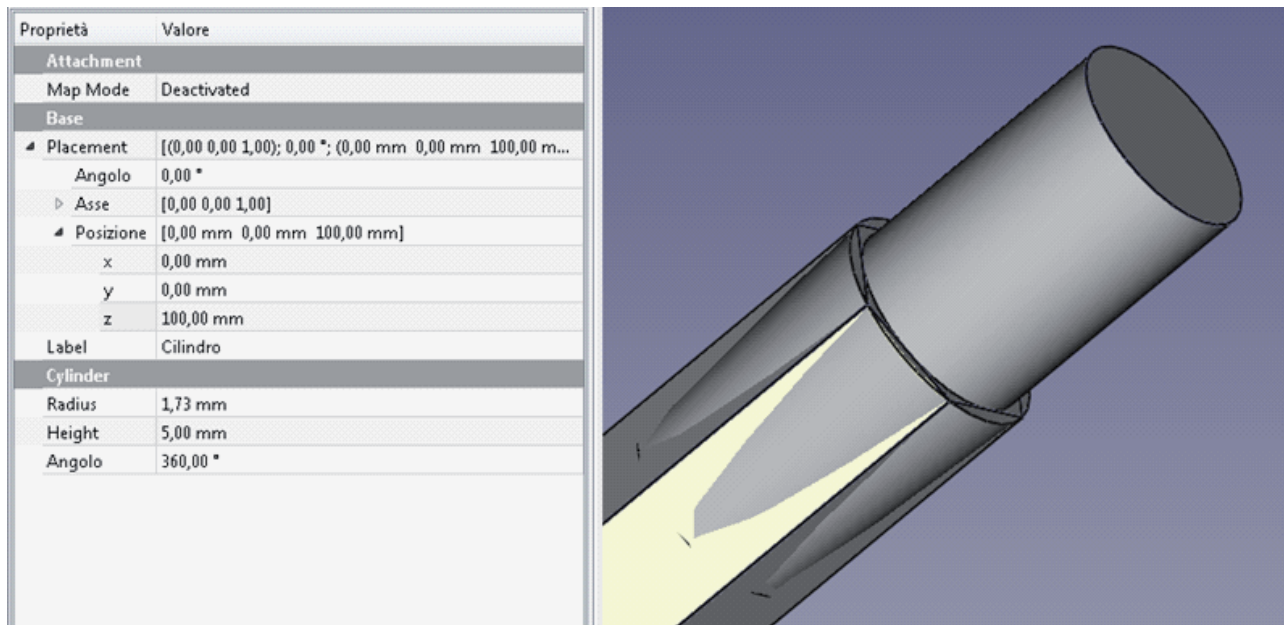 Proprietà Valore
Attachment
Map Mode Deactivated
Base
Placement [(0,00 0,00 1,00); 0,00 °; (0,00 mm 0,00 mm 100,00 m...
Angolo 0,00 °
Asse [0,00 0,00 1,00]
Posizione [0,00 mm 0,00 mm 100,00 mm]
x 0,00 mm
y 0,00 mm
z 100,00 mm
Label Cilindro
Cylinder
Radius 1,73 mm
Height 5,00 mm
Angolo 360,00 °